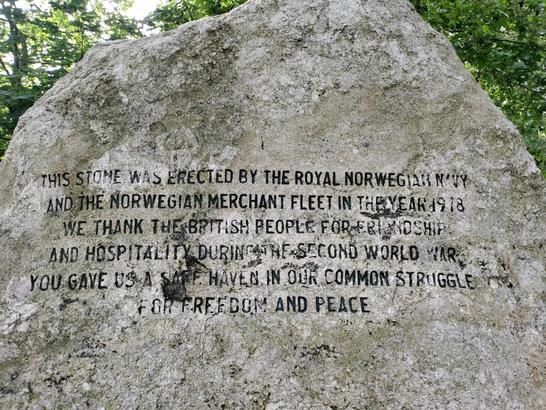 THIS STONE WAS ERECTED BY THE ROYAL NORWEGIAN NAVY
AND THE NORWEGIAN MERCHANT FLEET IN THE YEAR 1978
WE THANK THE BRITISH PEOPLE FOR FRIENDSHIP
AND HOSPITALITY DURING THE SECOND WORLD WAR
YOU GAVE US A SAFE HAVEN IN OUR COMMON STRUGGLE
FOR FREEDOM AND PEACE